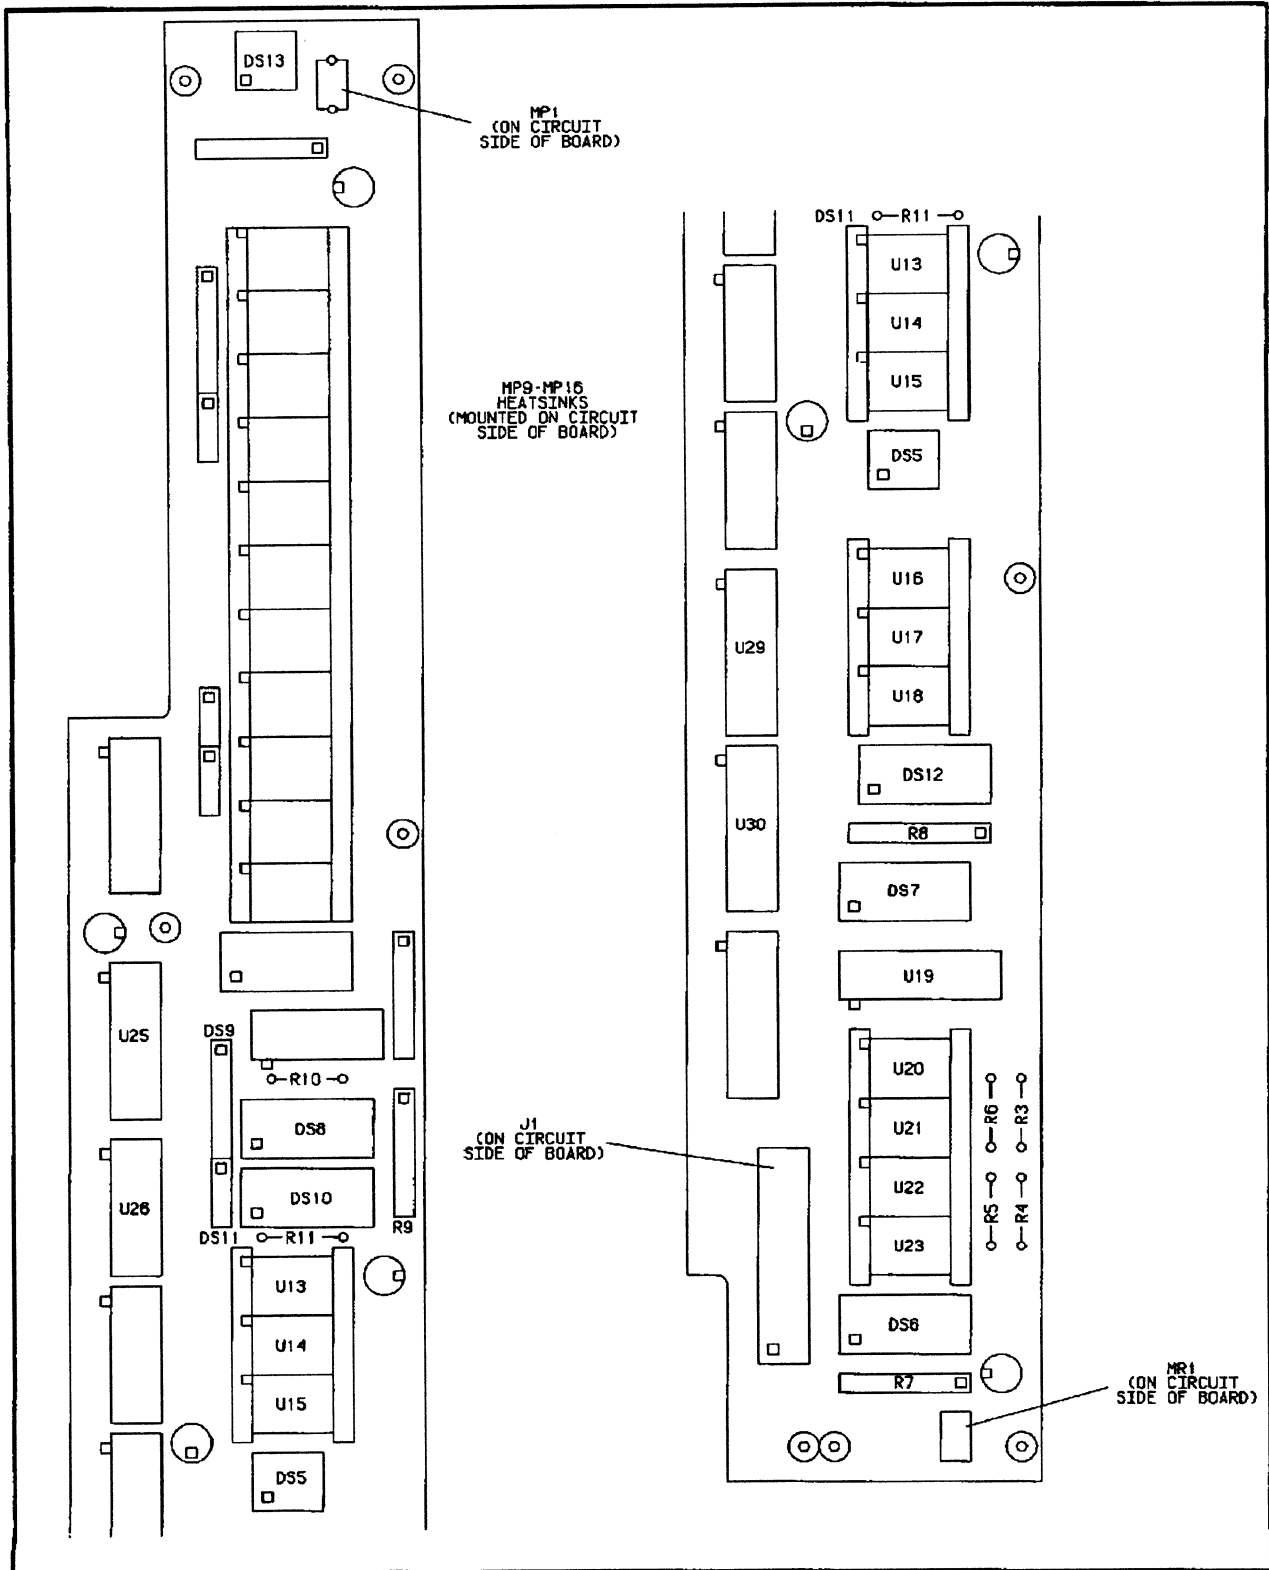 DS13
MP1
(ON CIRCUIT
SIDE OF BOARD)
MP9-MP16
HEATSINKS
(MOUNTED ON CIRCUIT
SIDE OF BOARD)
U25
DS9
R10
DS8
U26
DS10
R9
DS11
R11
U13
U14
U15
DS5
DS11
R11
U13
U14
U15
DS5
U16
U17
U18
U29
DS12
U30
R8
DS7
U19
U20
U21
U22
U23
R6
R3
R5
R4
J1
(ON CIRCUIT
SIDE OF BOARD)
DS6
R7
MR1
(ON CIRCUIT
SIDE OF BOARD)